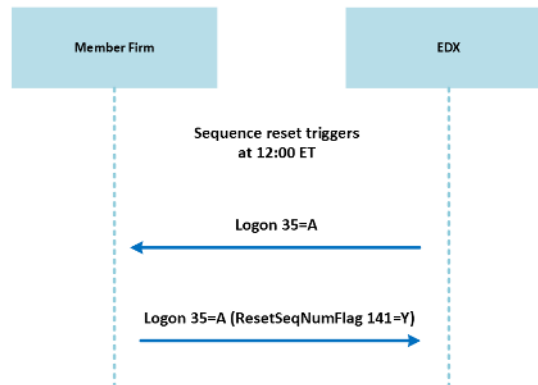 Member Firm
EDX
Sequence reset triggers
at 12:00 ET
Logon 35=A
Logon 35=A (ResetSeqNumFlag 141=Y)